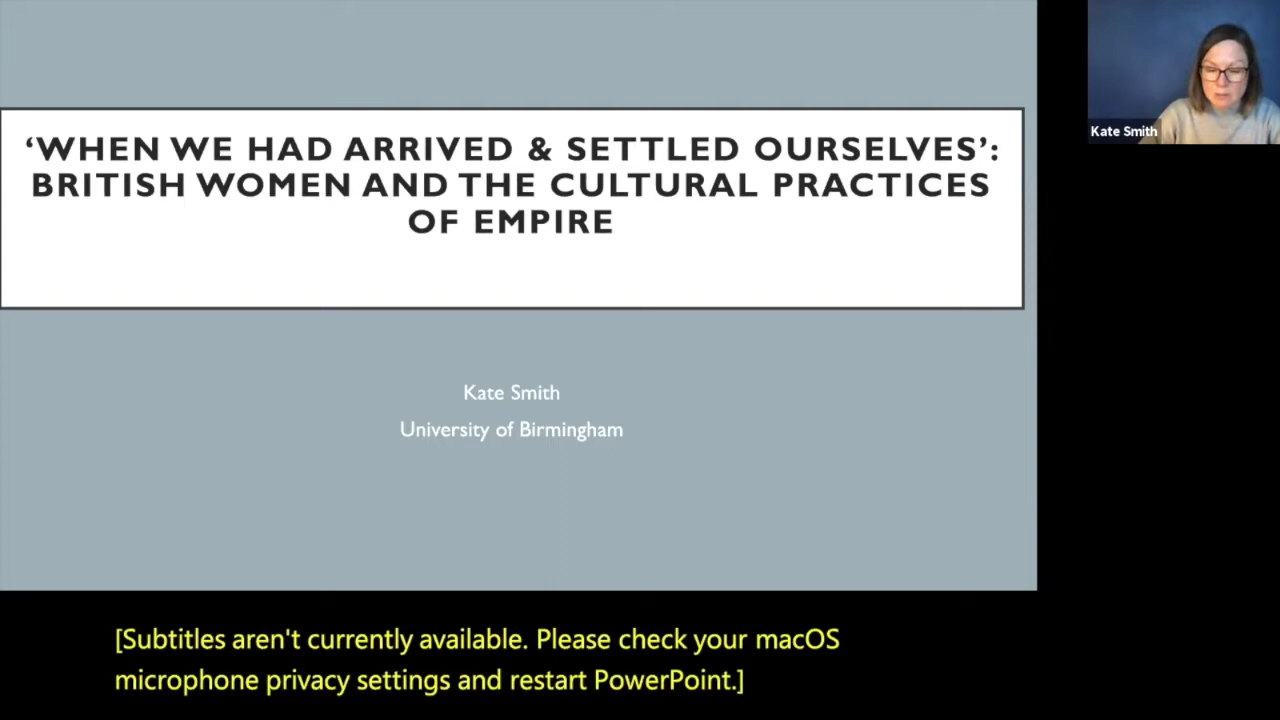 ‘WHEN WE HAD ARRIVED & SETTLED OURSELVES’:
BRITISH WOMEN AND THE CULTURAL PRACTICES
OF EMPIRE
Kate Smith
University of Birmingham
Kate Smith
[Subtitles aren't currently available. Please check your macOS
microphone privacy settings and restart PowerPoint.]